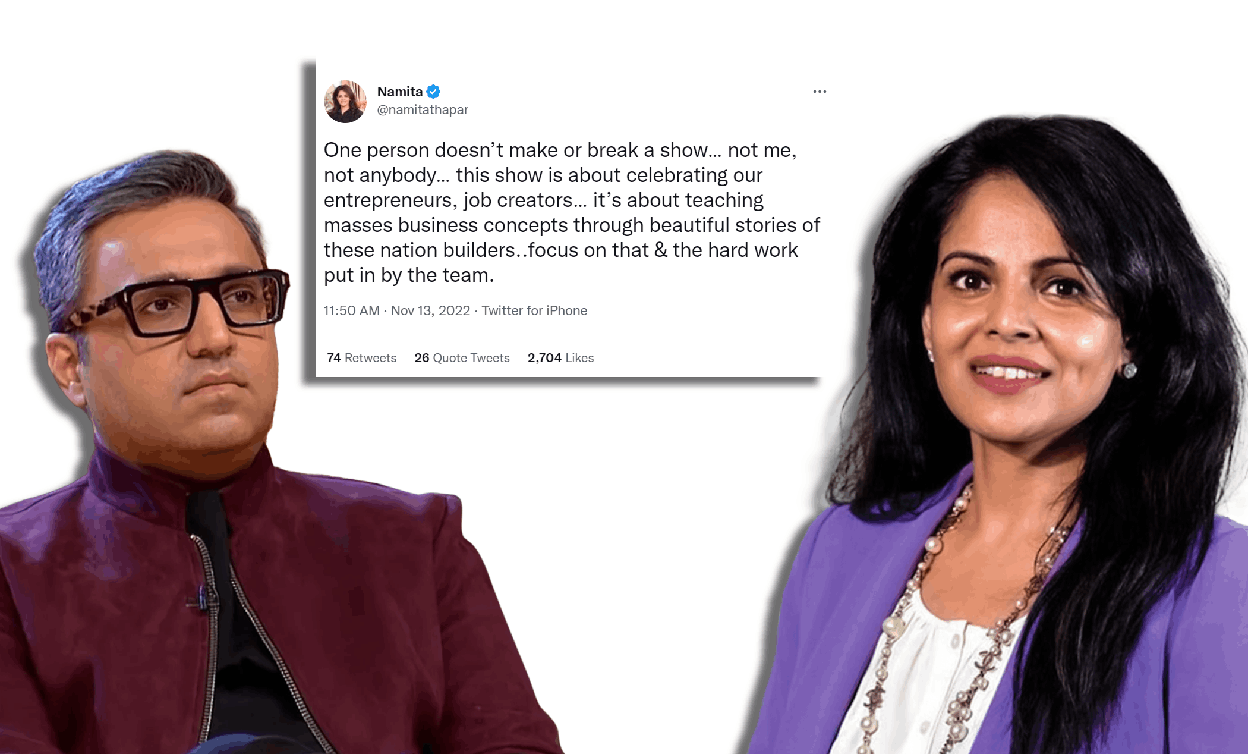 Namita
@namitathapar
One person doesn’t make or break a show... not me,
not anybody... this show is about celebrating our
entrepreneurs, job creators... it’s about teaching
masses business concepts through beautiful stories of
these nation builders..focus on that & the hard work
put in by the team.
11:50 AM · Nov 13, 2022 · Twitter for iPhone
74 Retweets 26 Quote Tweets 2,704 Likes